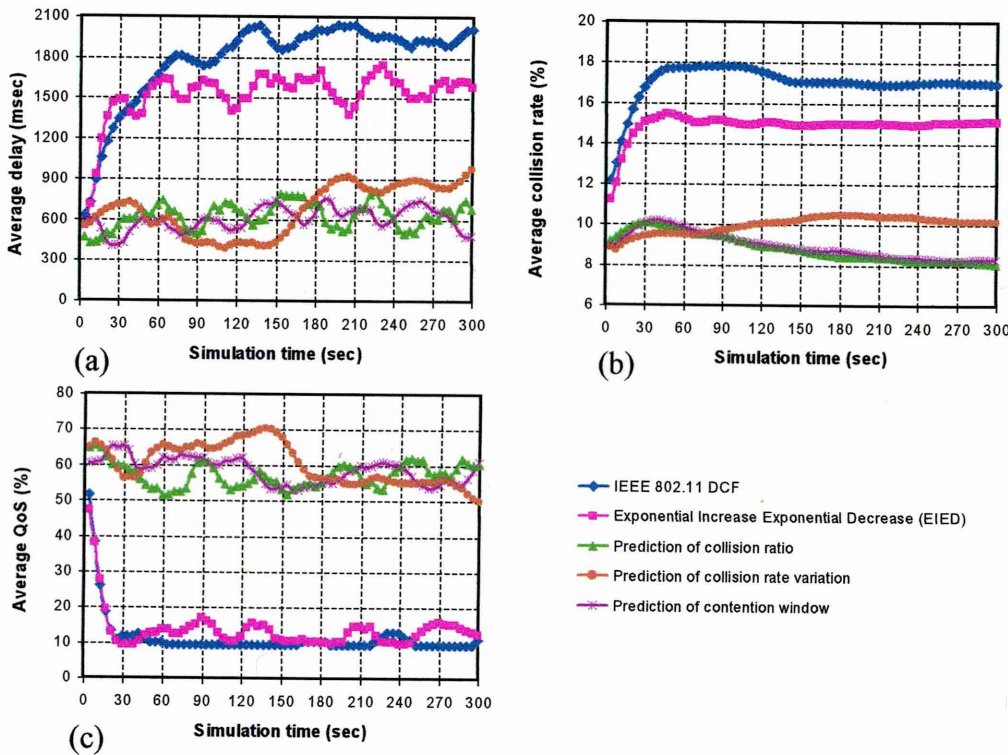 2100
1800
1500
1200
900
600
300
0
Average delay (msec)
0 30 60 90 120 150 180 210 240 270 300
Simulation time (sec)
(a)
20
18
16
14
12
10
8
6
Average collision rate (%)
0 30 60 90 120 150 180 210 240 270 300
Simulation time (sec)
(b)
80
70
60
50
40
30
20
10
0
Average QoS (%)
0 30 60 90 120 150 180 210 240 270 300
Simulation time (sec)
(c)
IEEE 802.11 DCF
Exponential Increase Exponential Decrease (EIED)
Prediction of collision ratio
Prediction of collision rate variation
Prediction of contention window